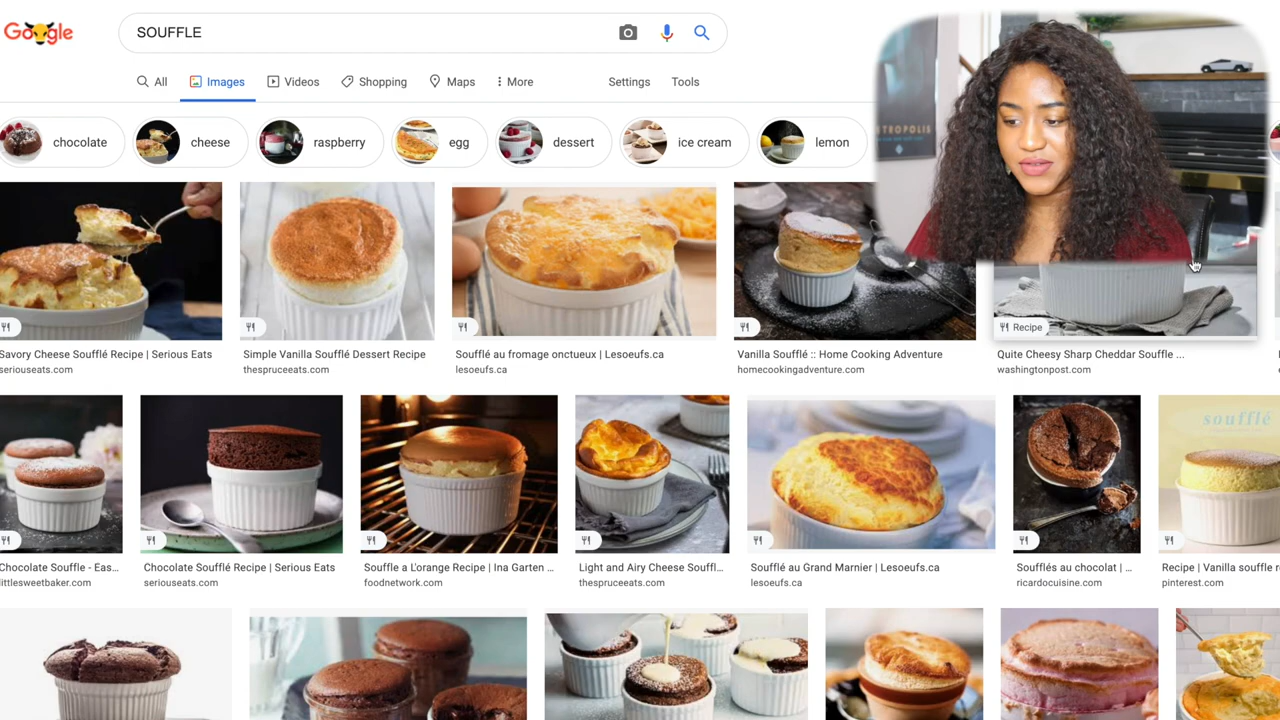 Google
SOUFFLE
All
Images
Videos
Shopping
Maps
More
Settings
Tools
chocolate
cheese
raspberry
egg
dessert
ice cream
lemon
TROPOLIS
Recipe
Savory Cheese Soufflé Recipe | Serious Eats
seriouseats.com
Simple Vanilla Soufflé Dessert Recipe
thespruceeats.com
Soufflé au fromage onctueux | Lesoeufs.ca
lesoeufs.ca
Vanilla Soufflé :: Home Cooking Adventure
homecookingadventure.com
Quite Cheesy Sharp Cheddar Souffle ...
washingtonpost.com
soufflé
Chocolate Souffle - Eas...
littlesweetbaker.com
Chocolate Soufflé Recipe | Serious Eats
seriouseats.com
Souffle a L'orange Recipe | Ina Garten ...
foodnetwork.com
Light and Airy Cheese Souffl...
thespruceeats.com
Soufflé au Grand Marnier | Lesoeufs.ca
lesoeufs.ca
Soufflés au chocolat | ...
ricardocuisine.com
Recipe | Vanilla souffle r
pinterest.com